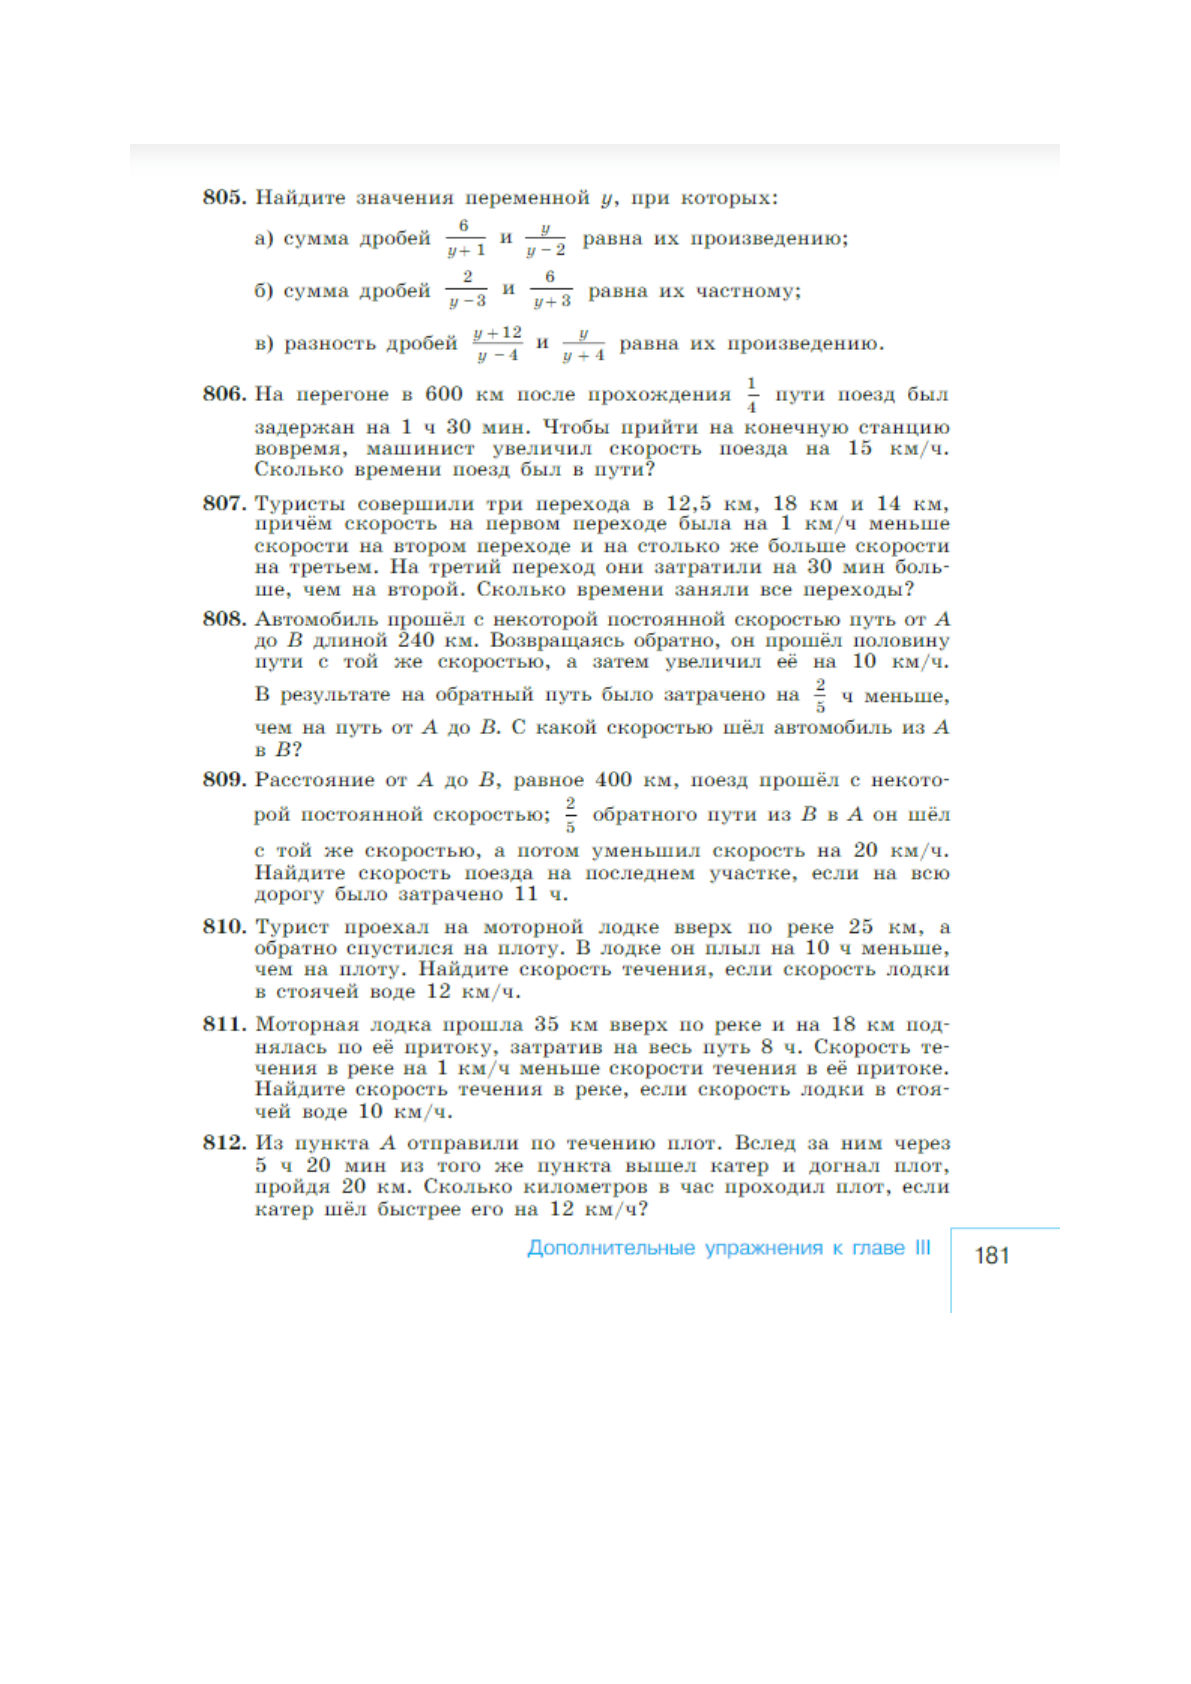 805. Найдите значения переменной y, при которых:
а) сумма дробей 6/(y + 1) и y/(y − 2) равна их произведению;
б) сумма дробей 2/(y − 3) и 6/(y + 3) равна их частному;
в) разность дробей (y + 12)/(y − 4) и y/(y + 4) равна их произведению.
806. На перегоне в 600 км после прохождения 1/4 пути поезд был
задержан на 1 ч 30 мин. Чтобы прийти на конечную станцию
вовремя, машинист увеличил скорость поезда на 15 км/ч.
Сколько времени поезд был в пути?
807. Туристы совершили три перехода в 12,5 км, 18 км и 14 км,
причём скорость на первом переходе была на 1 км/ч меньше
скорости на втором переходе и на столько же больше скорости
на третьем. На третий переход они затратили на 30 мин боль-
ше, чем на второй. Сколько времени заняли все переходы?
808. Автомобиль прошёл с некоторой постоянной скоростью путь от A
до B длиной 240 км. Возвращаясь обратно, он прошёл половину
пути с той же скоростью, а затем увеличил её на 10 км/ч.
В результате на обратный путь было затрачено на 2/5 ч меньше,
чем на путь от A до B. С какой скоростью шёл автомобиль из A
в B?
809. Расстояние от A до B, равное 400 км, поезд прошёл с некото-
рой постоянной скоростью; 2/5 обратного пути из B в A он шёл
с той же скоростью, а потом уменьшил скорость на 20 км/ч.
Найдите скорость поезда на последнем участке, если на всю
дорогу было затрачено 11 ч.
810. Турист проехал на моторной лодке вверх по реке 25 км, а
обратно спустился на плоту. В лодке он плыл на 10 ч меньше,
чем на плоту. Найдите скорость течения, если скорость лодки
в стоячей воде 12 км/ч.
811. Моторная лодка прошла 35 км вверх по реке и на 18 км под-
нялась по её притоку, затратив на весь путь 8 ч. Скорость те-
чения в реке на 1 км/ч меньше скорости течения в её притоке.
Найдите скорость течения в реке, если скорость лодки в стоя-
чей воде 10 км/ч.
812. Из пункта A отправили по течению плот. Вслед за ним через
5 ч 20 мин из того же пункта вышел катер и догнал плот,
пройдя 20 км. Сколько километров в час проходил плот, если
катер шёл быстрее его на 12 км/ч?
Дополнительные упражнения к главе III 181